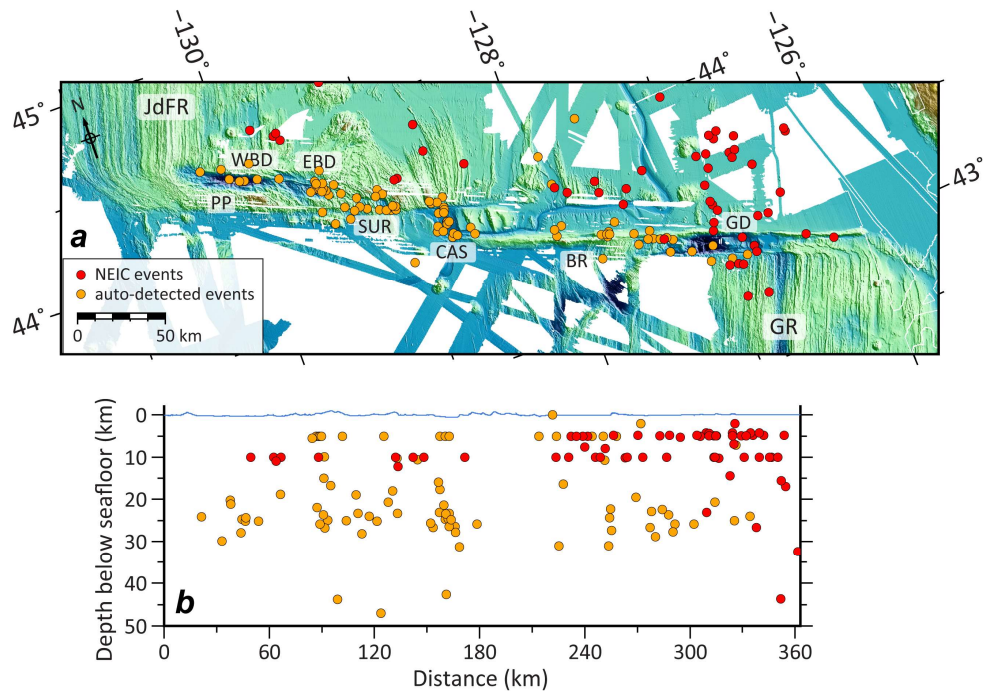 −130°
−128°
−44°
−126°
45°
JdFR
N
WBD
EBD
43°
PP
SUR
GD
a
CAS
BR
NEIC events
auto-detected events
0 50 km
44°
GR
Depth below seafloor (km)
0
10
20
30
40
50
b
0 60 120 180 240 300 360
Distance (km)